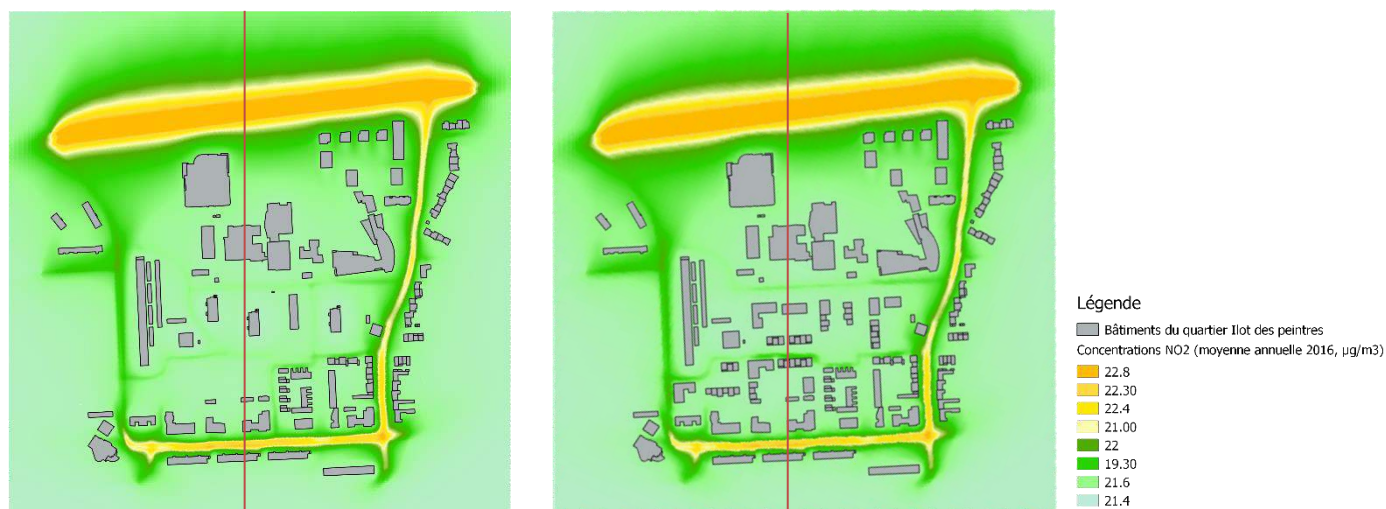 Légende
Bâtiments du quartier Ilot des peintres
Concentrations NO2 (moyenne annuelle 2016, µg/m3)
22.8
22.30
22.4
21.00
22
19.30
21.6
21.4